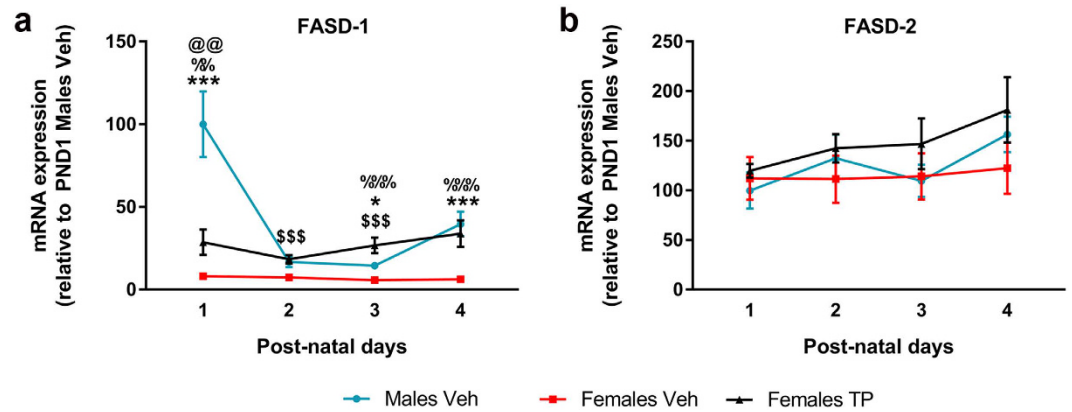 a
FASD-1
mRNA expression
(relative to PND1 Males Veh)
150
100
50
0
@@
%%
***
$$$
%%%
*
$$$
%%%
***
1 2 3 4
Post-natal days
b
FASD-2
mRNA expression
(relative to PND1 Males Veh)
250
200
150
100
50
0
1 2 3 4
Post-natal days
Males Veh Females Veh Females TP